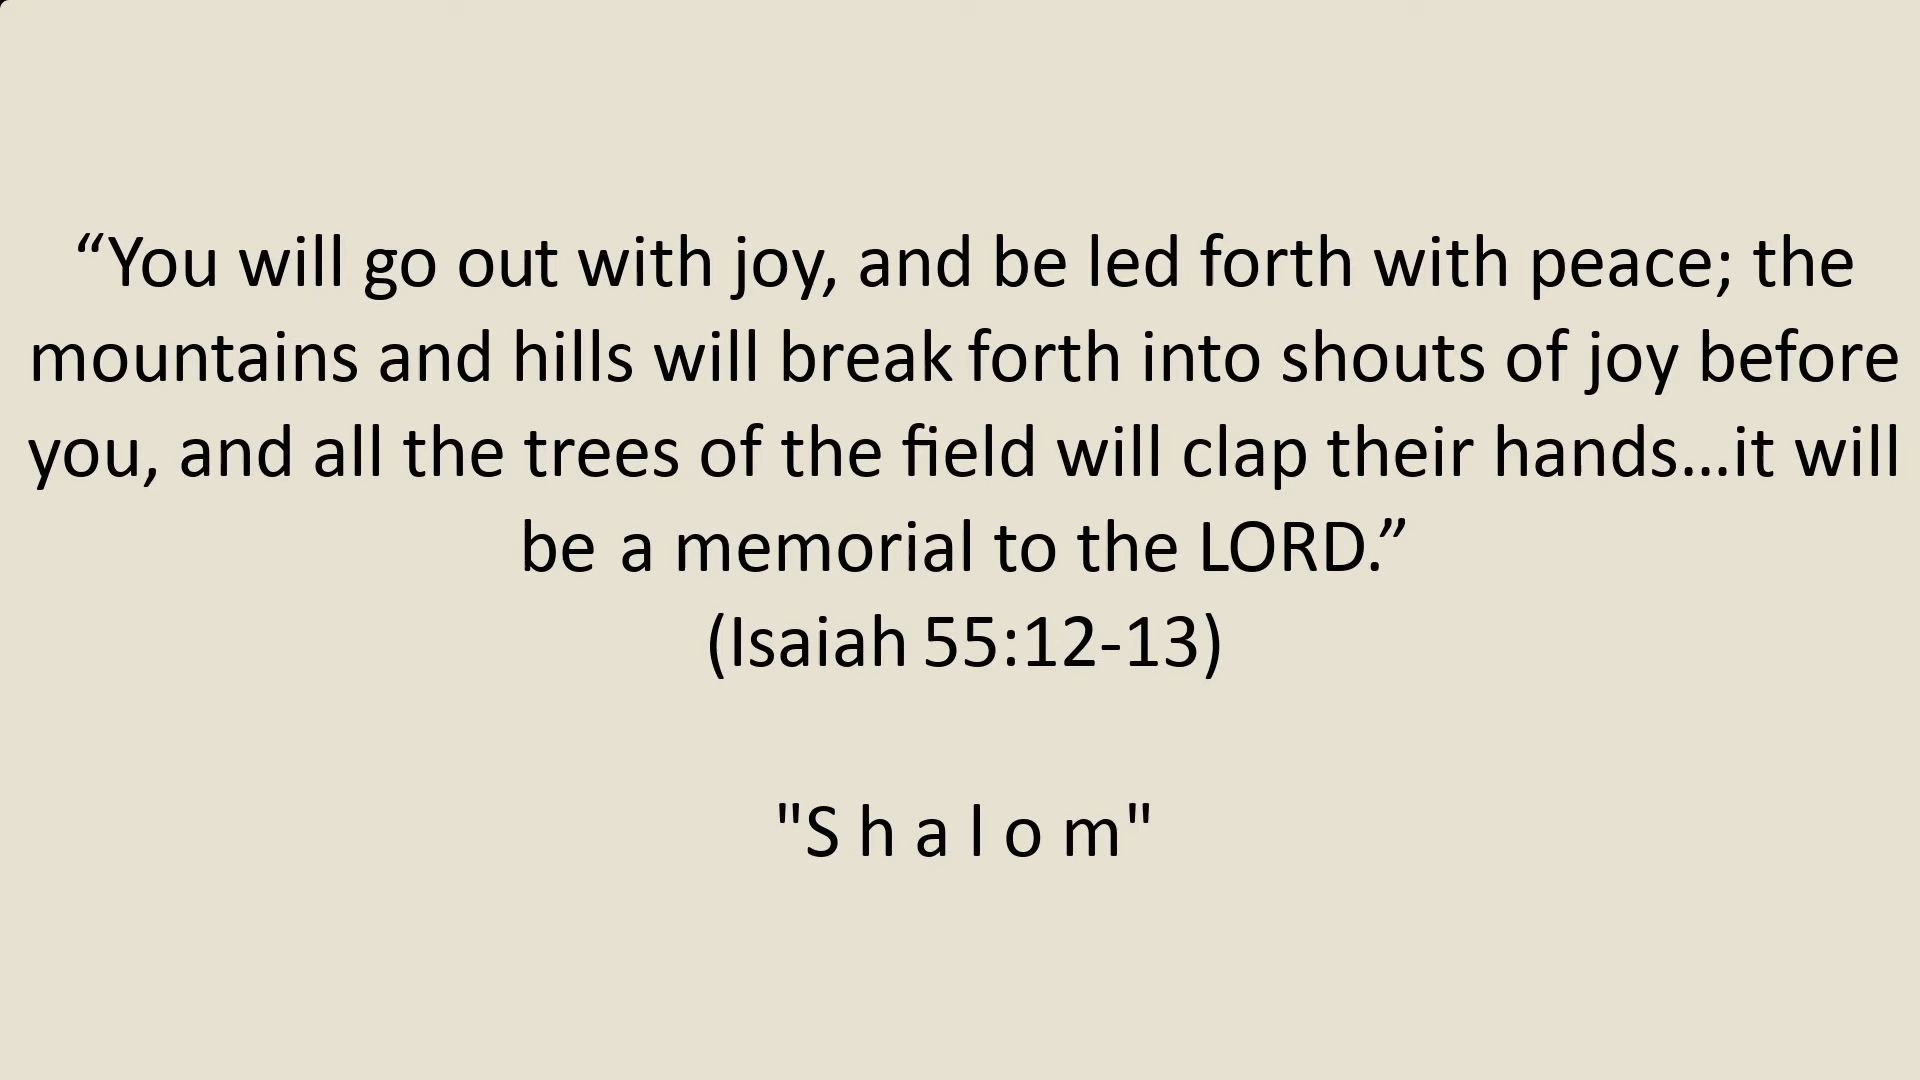 “You will go out with joy, and be led forth with peace; the
mountains and hills will break forth into shouts of joy before
you, and all the trees of the field will clap their hands…it will
be a memorial to the LORD.”
(Isaiah 55:12-13)
"S h a l o m"